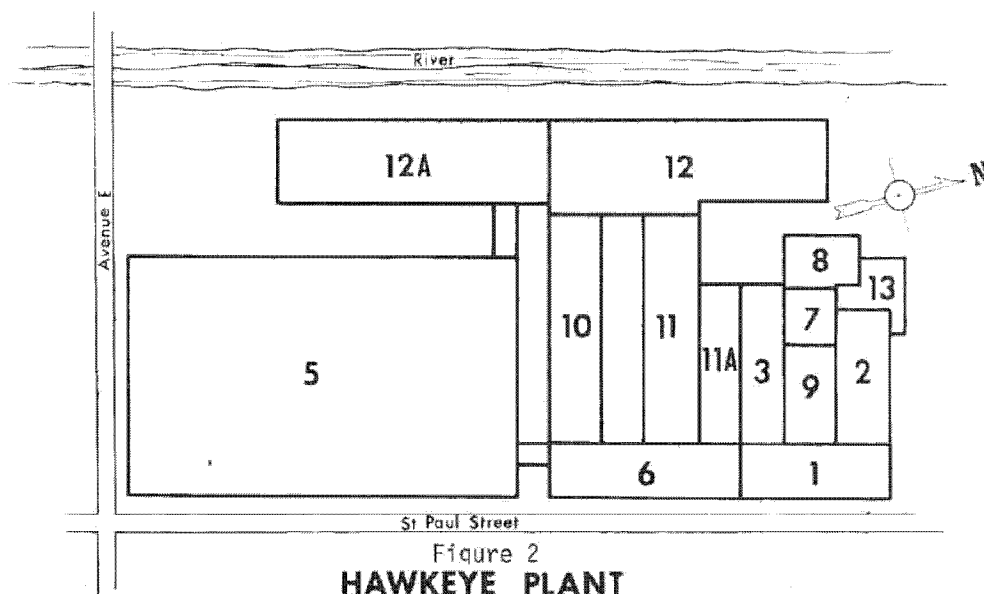 River
12A
12
N
Avenue E
8
13
5
10
11
11A
3
7
9
2
6
1
St Paul Street
Figure 2
HAWKEYE PLANT